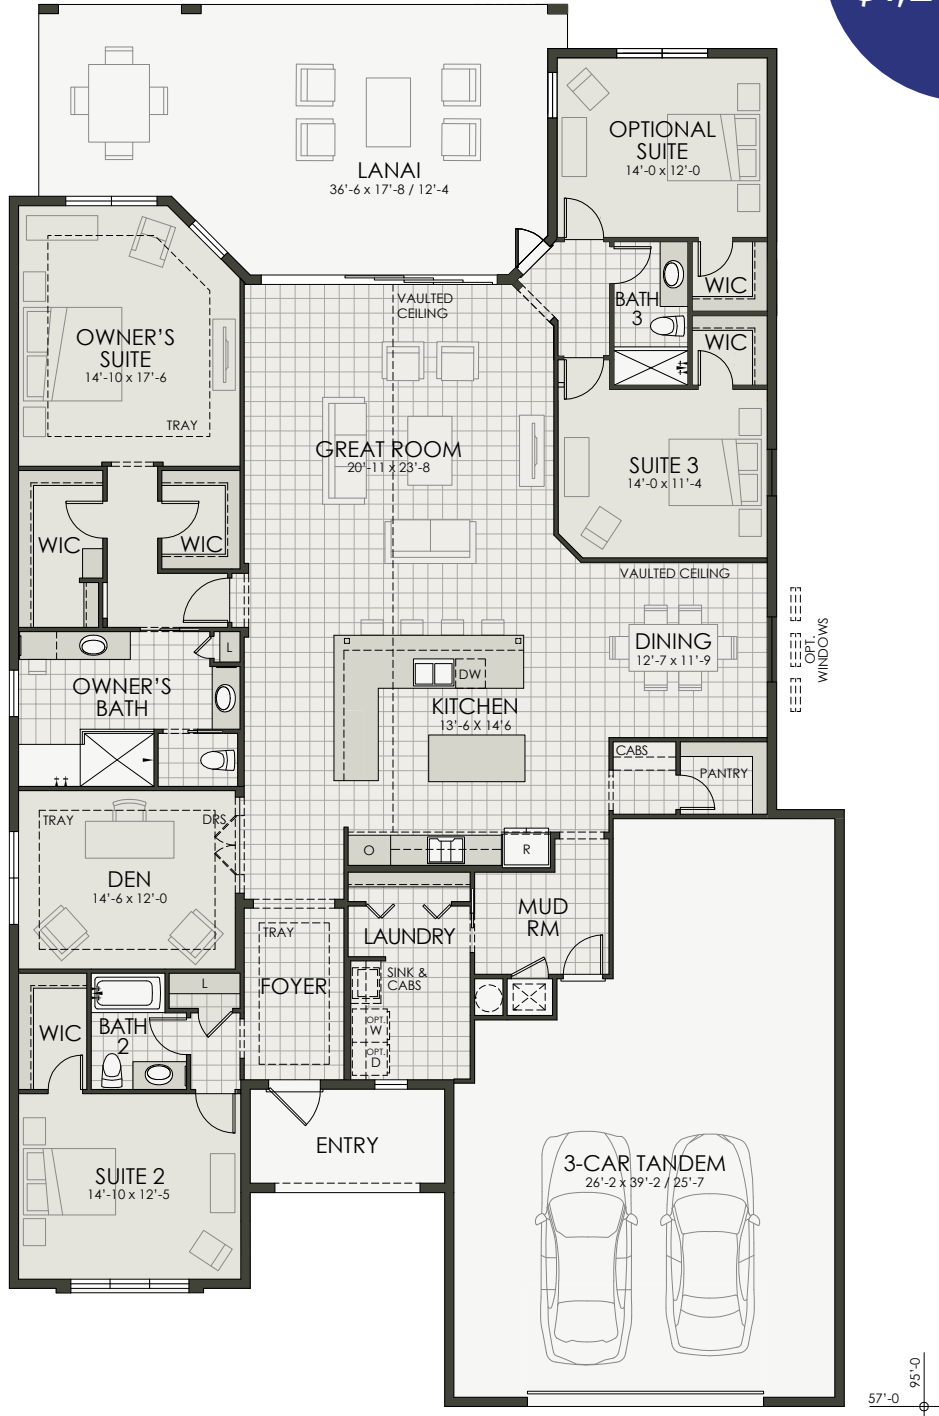 OPTIONAL
SUITE
14'-0 x 12'-0
LANAI
36'-6 x 17'-8 / 12'-4
WIC
BATH
3
WIC
VAULTED
CEILING
OWNER'S
SUITE
14'-10 x 17'-6
TRAY
GREAT ROOM
20'-11 x 23'-8
SUITE 3
14'-0 x 11'-4
WIC
WIC
VAULTED CEILING
DINING
12'-7 x 11'-9
OPT.
WINDOWS
L
DW
OWNER'S
BATH
KITCHEN
13'-6 X 14'6
CABS
PANTRY
TRAY
DRS
DEN
14'-6 x 12'-0
O
R
MUD
RM
TRAY
LAUNDRY
FOYER
SINK &
CABS
L
WIC
BATH
2
OPT.
W
OPT.
D
ENTRY
SUITE 2
14'-10 x 12'-5
3-CAR TANDEM
26'-2 x 39'-2 / 25'-7
57'-0
95'-0